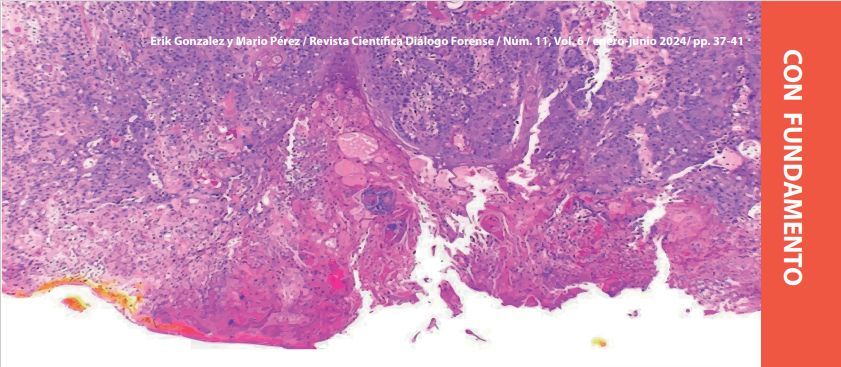 Erik Gonzalez y Mario Pérez / Revista Científica Diálogo Forense / Núm. 11, Vol. 6 / enero-junio 2024/ pp. 37-41
CON FUNDAMENTO